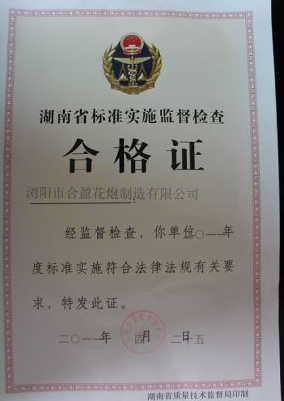 湖南省标准实施监督检查
合格证
浏阳市合盈花炮制造有限公司
经监督检查，你单位二〇一一年
度标准实施符合法律法规有关要
求，特发此证。
二〇一一年 四月 二十五
湖南省质量技术监督局印制